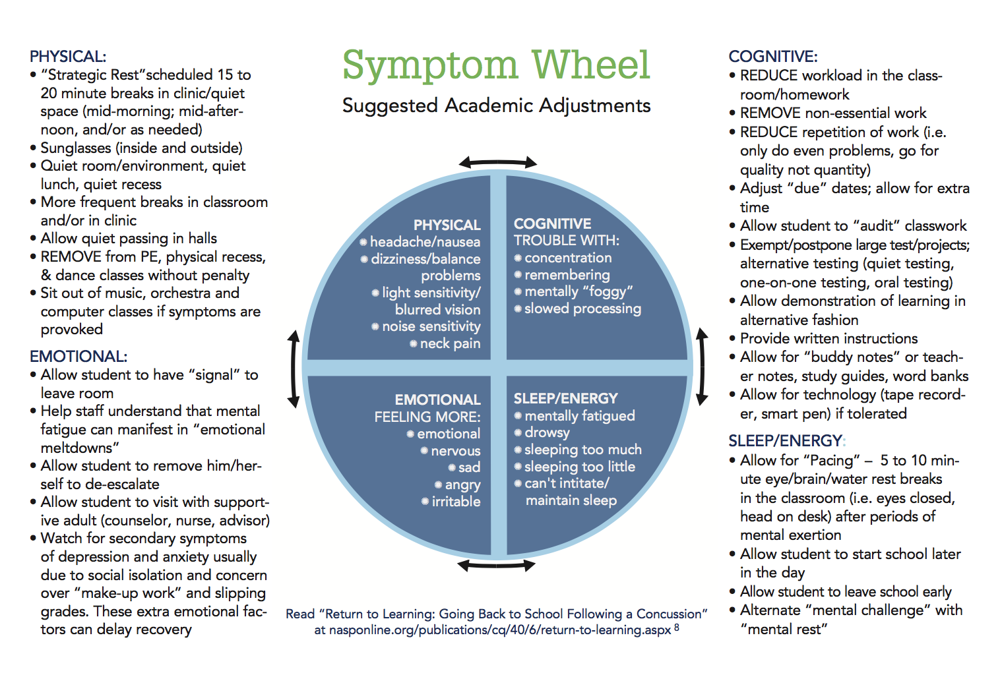 Symptom Wheel
Suggested Academic Adjustments
PHYSICAL:
• “Strategic Rest”scheduled 15 to
20 minute breaks in clinic/quiet
space (mid-morning; mid-after-
noon, and/or as needed)
• Sunglasses (inside and outside)
• Quiet room/environment, quiet
lunch, quiet recess
• More frequent breaks in classroom
and/or in clinic
• Allow quiet passing in halls
• REMOVE from PE, physical recess,
& dance classes without penalty
• Sit out of music, orchestra and
computer classes if symptoms are
provoked
EMOTIONAL:
• Allow student to have “signal” to
leave room
• Help staff understand that mental
fatigue can manifest in “emotional
meltdowns”
• Allow student to remove him/her-
self to de-escalate
• Allow student to visit with support-
ive adult (counselor, nurse, advisor)
• Watch for secondary symptoms
of depression and anxiety usually
due to social isolation and concern
over “make-up work” and slipping
grades. These extra emotional fac-
tors can delay recovery
PHYSICAL
✺ headache/nausea
✺ dizziness/balance
problems
✺ light sensitivity/
blurred vision
✺ noise sensitivity
✺ neck pain
COGNITIVE
TROUBLE WITH:
✺ concentration
✺ remembering
✺ mentally “foggy”
✺ slowed processing
EMOTIONAL
FEELING MORE:
✺ emotional
✺ nervous
✺ sad
✺ angry
✺ irritable
SLEEP/ENERGY
✺ mentally fatigued
✺ drowsy
✺ sleeping too much
✺ sleeping too little
✺ can't intitate/
maintain sleep
Read “Return to Learning: Going Back to School Following a Concussion”
at nasponline.org/publications/cq/40/6/return-to-learning.aspx 8
COGNITIVE:
• REDUCE workload in the class-
room/homework
• REMOVE non-essential work
• REDUCE repetition of work (i.e.
only do even problems, go for
quality not quantity)
• Adjust “due” dates; allow for extra
time
• Allow student to “audit” classwork
• Exempt/postpone large test/projects;
alternative testing (quiet testing,
one-on-one testing, oral testing)
• Allow demonstration of learning in
alternative fashion
• Provide written instructions
• Allow for “buddy notes” or teach-
er notes, study guides, word banks
• Allow for technology (tape record-
er, smart pen) if tolerated
SLEEP/ENERGY:
• Allow for “Pacing” – 5 to 10 min-
ute eye/brain/water rest breaks
in the classroom (i.e. eyes closed,
head on desk) after periods of
mental exertion
• Allow student to start school later
in the day
• Allow student to leave school early
• Alternate “mental challenge” with
“mental rest”